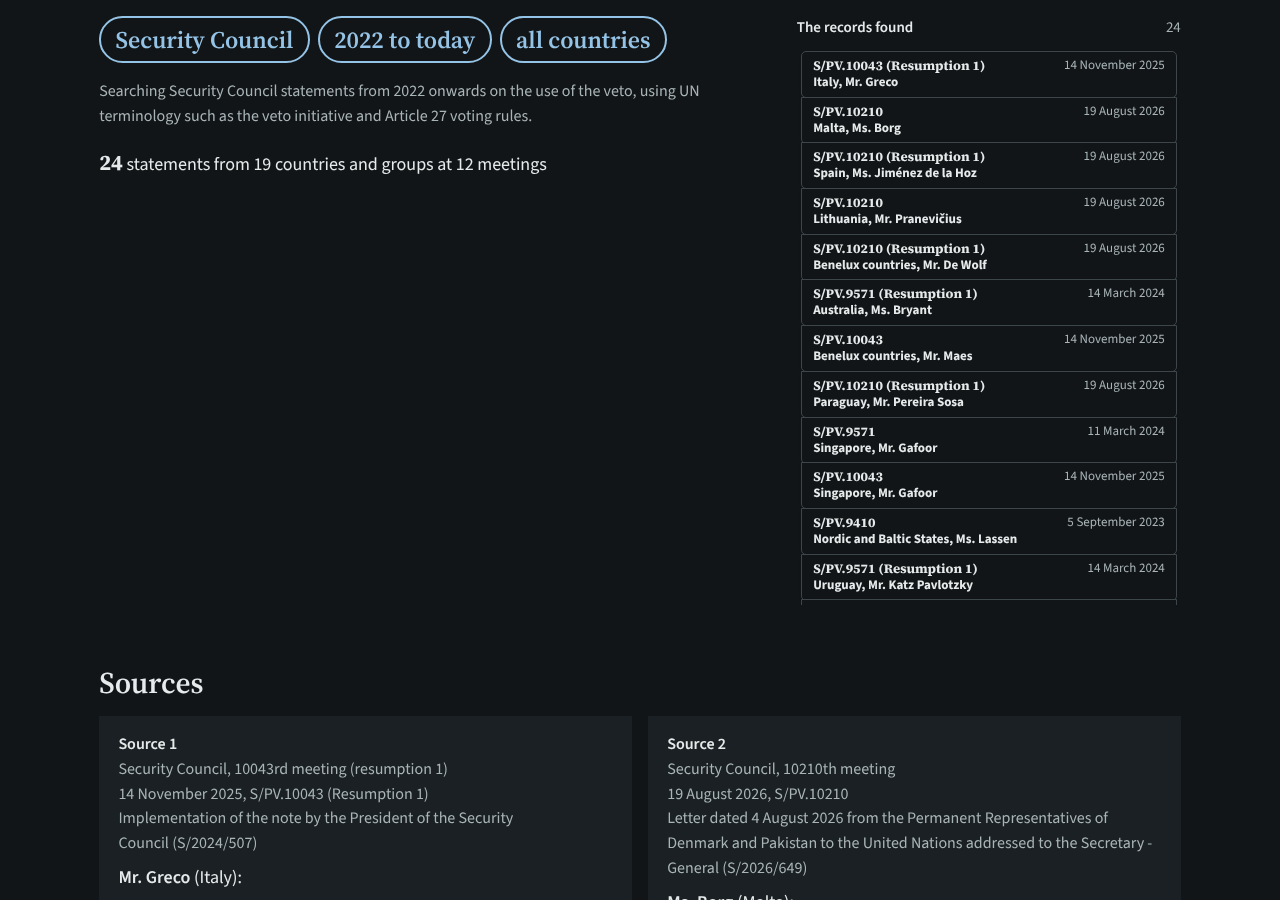 Security Council
2022 to today
all countries
Searching Security Council statements from 2022 onwards on the use of the veto, using UN
terminology such as the veto initiative and Article 27 voting rules.
24 statements from 19 countries and groups at 12 meetings
The records found
24
S/PV.10043 (Resumption 1)
14 November 2025
Italy, Mr. Greco
S/PV.10210
19 August 2026
Malta, Ms. Borg
S/PV.10210 (Resumption 1)
19 August 2026
Spain, Ms. Jiménez de la Hoz
S/PV.10210
19 August 2026
Lithuania, Mr. Pranevičius
S/PV.10210 (Resumption 1)
19 August 2026
Benelux countries, Mr. De Wolf
S/PV.9571 (Resumption 1)
14 March 2024
Australia, Ms. Bryant
S/PV.10043
14 November 2025
Benelux countries, Mr. Maes
S/PV.10210 (Resumption 1)
19 August 2026
Paraguay, Mr. Pereira Sosa
S/PV.9571
11 March 2024
Singapore, Mr. Gafoor
S/PV.10043
14 November 2025
Singapore, Mr. Gafoor
S/PV.9410
5 September 2023
Nordic and Baltic States, Ms. Lassen
S/PV.9571 (Resumption 1)
14 March 2024
Uruguay, Mr. Katz Pavlotzky
Sources
Source 1
Security Council, 10043rd meeting (resumption 1)
14 November 2025, S/PV.10043 (Resumption 1)
Implementation of the note by the President of the Security
Council (S/2024/507)
Mr. Greco (Italy):
Source 2
Security Council, 10210th meeting
19 August 2026, S/PV.10210
Letter dated 4 August 2026 from the Permanent Representatives of
Denmark and Pakistan to the United Nations addressed to the Secretary -
General (S/2026/649)
Ms. Borg (Malta):